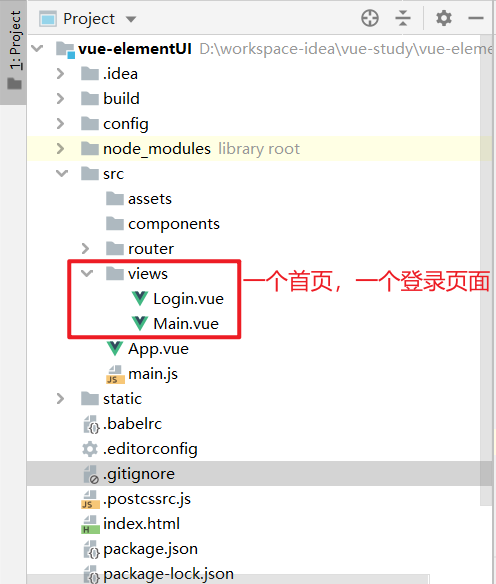 1: Project
Project
vue-elementUI D:\workspace-idea\vue-study\vue-eleme
.idea
build
config
node_modules library root
src
assets
components
router
views
一个首页，一个登录页面
Login.vue
Main.vue
App.vue
JS main.js
static
.babelrc
.editorconfig
.gitignore
JS .postcssrc.js
H index.html
package.json
package-lock.json